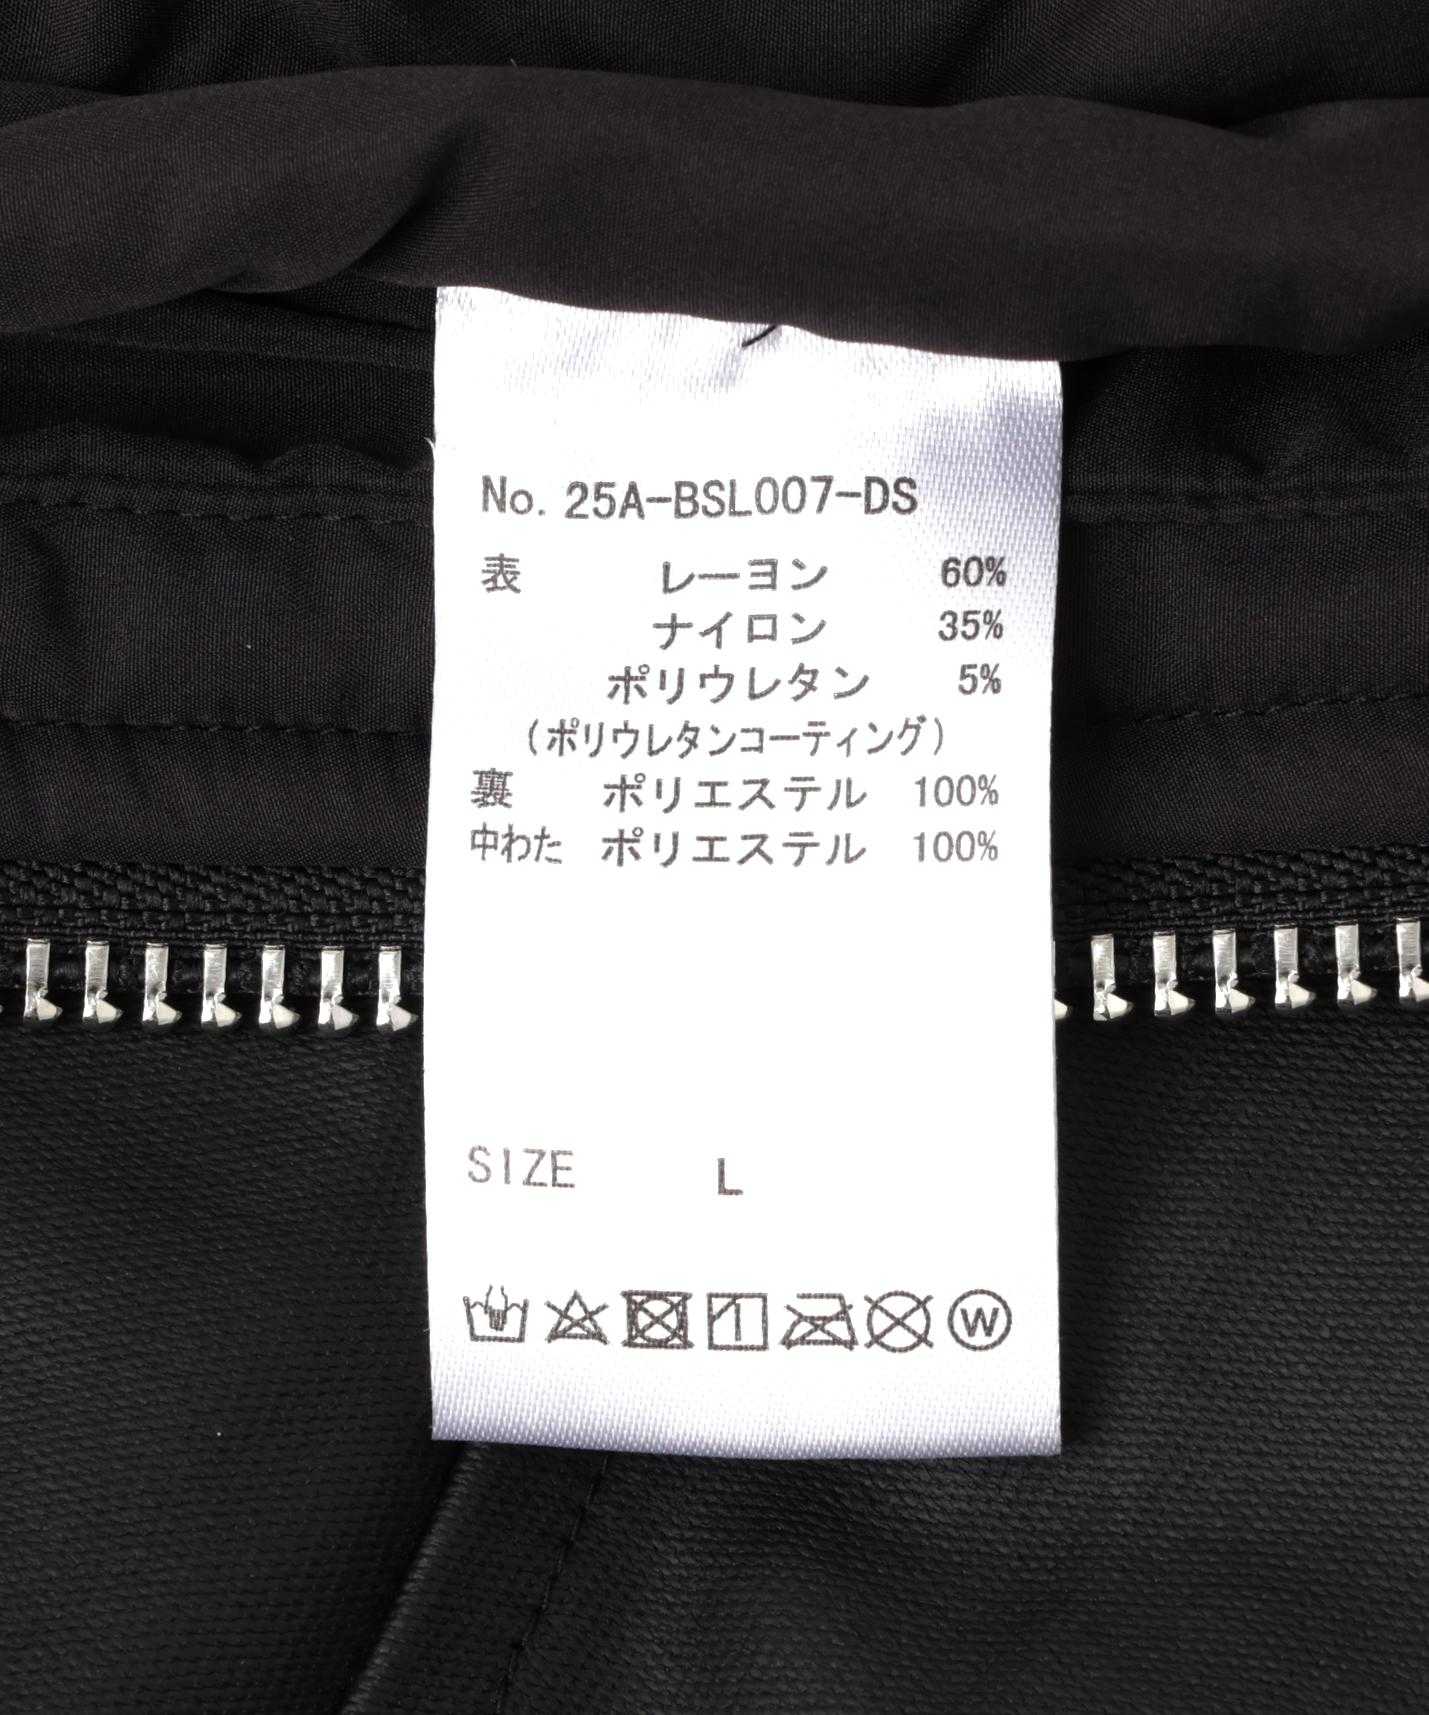 No. 25A-BSL007-DS
表 レーヨン 60%
ナイロン 35%
ポリウレタン 5%
(ポリウレタンコーティング)
裏 ポリエステル 100%
中わた ポリエステル 100%
SIZE L
W